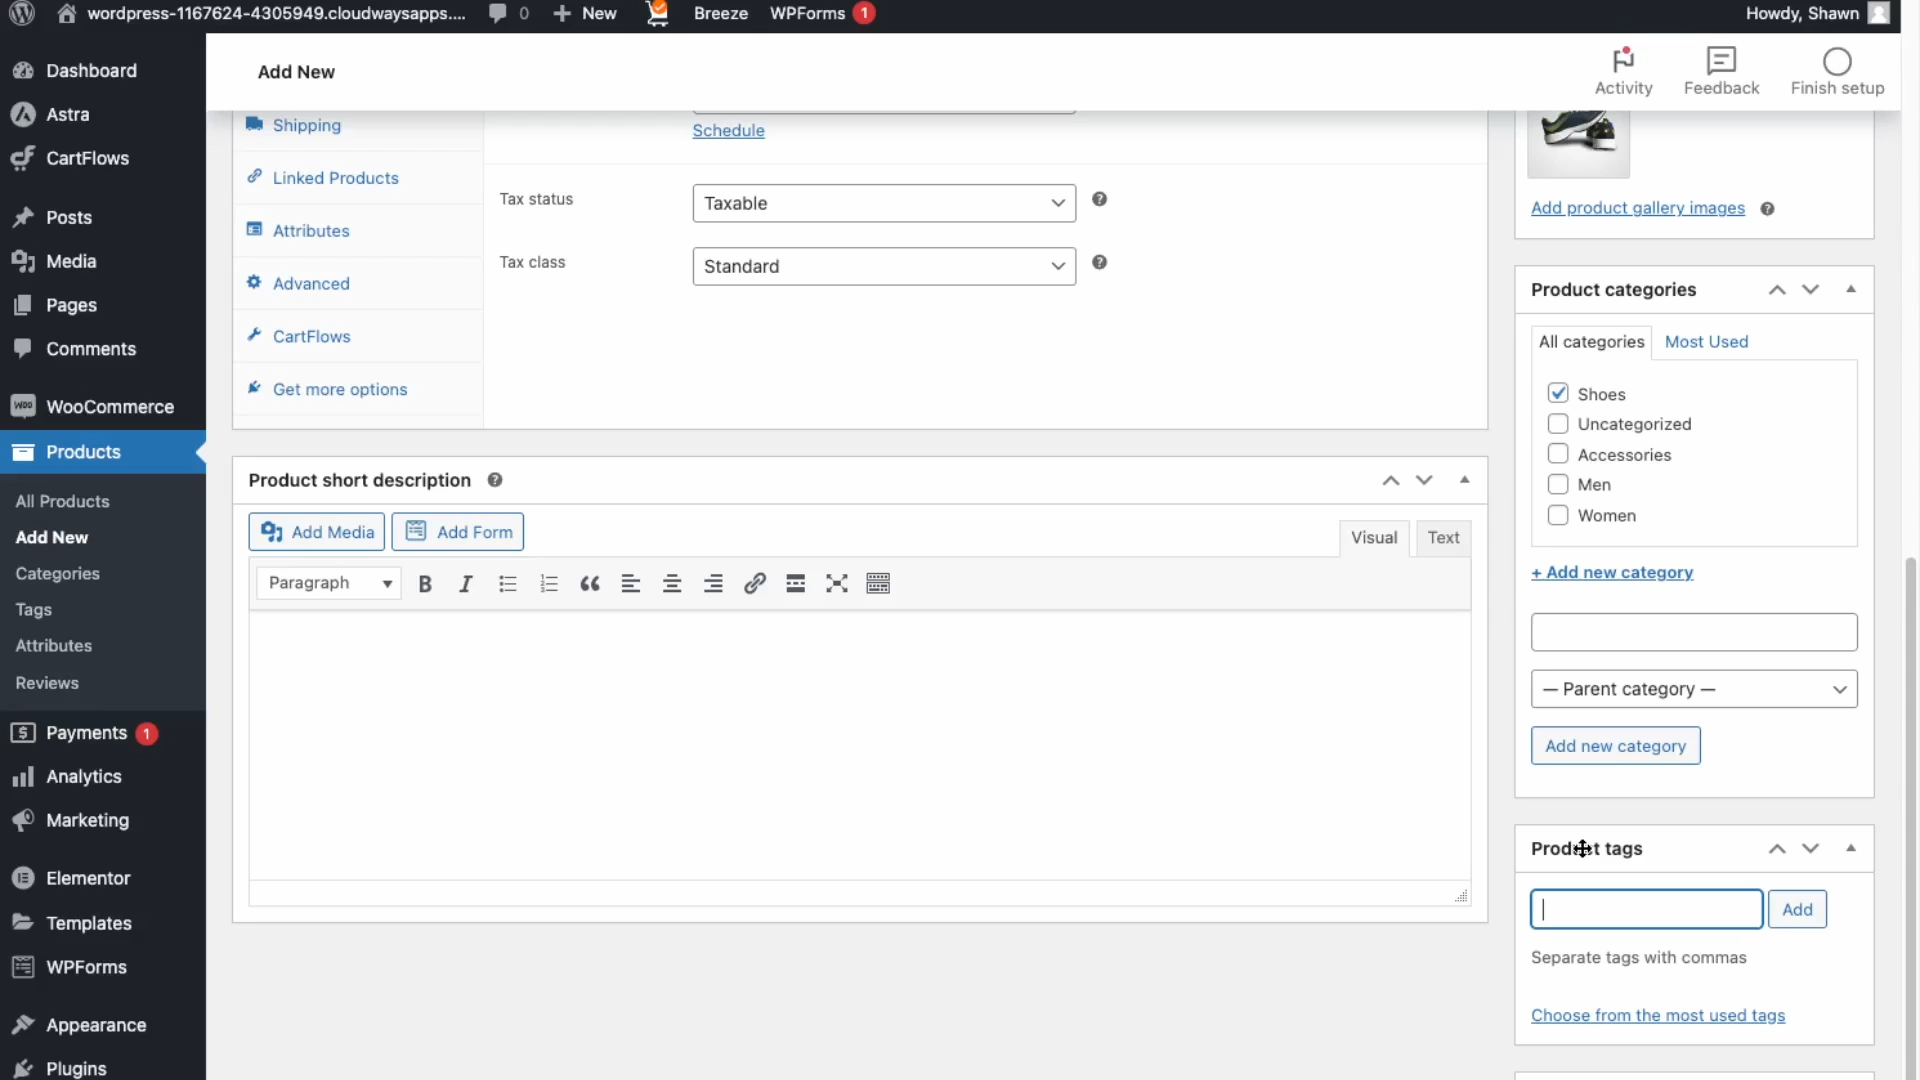 wordpress-1167624-4305949.cloudwaysapps....
0
New
Breeze
WPForms 1
Howdy, Shawn
Dashboard
Astra
CartFlows
Posts
Media
Pages
Comments
WooCommerce
Products
All Products
Add New
Categories
Tags
Attributes
Reviews
Payments 1
Analytics
Marketing
Elementor
Templates
WPForms
Appearance
Plugins
Add New
Activity
Feedback
Finish setup
Shipping
Linked Products
Attributes
Advanced
CartFlows
Get more options
Schedule
Tax status
Taxable
Tax class
Standard
Product short description
Add Media
Add Form
Visual
Text
Paragraph
Add product gallery images
Product categories
All categories
Most Used
Shoes
Uncategorized
Accessories
Men
Women
+ Add new category
— Parent category —
Add new category
Product tags
Add
Separate tags with commas
Choose from the most used tags